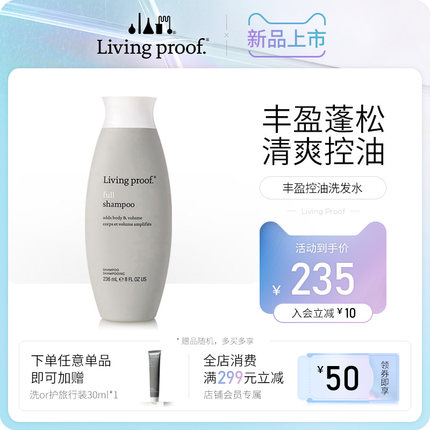 Living proof.®
新品上市
丰盈蓬松
清爽控油
丰盈控油洗发水
Living Proof
活动到手价
¥235
入会立减 ¥10
Living proof.®
full
shampoo
adds body & volume
corps et volume amplifiés
SHAMPOO
SHAMPOOING
236 mL e 8 FL OZ US
* 赠品随机，多买多享
下单任意单品
即可加赠
洗or护旅行装30ml*1
全店消费
满299元立减
店铺会员专属
¥50
领券即享